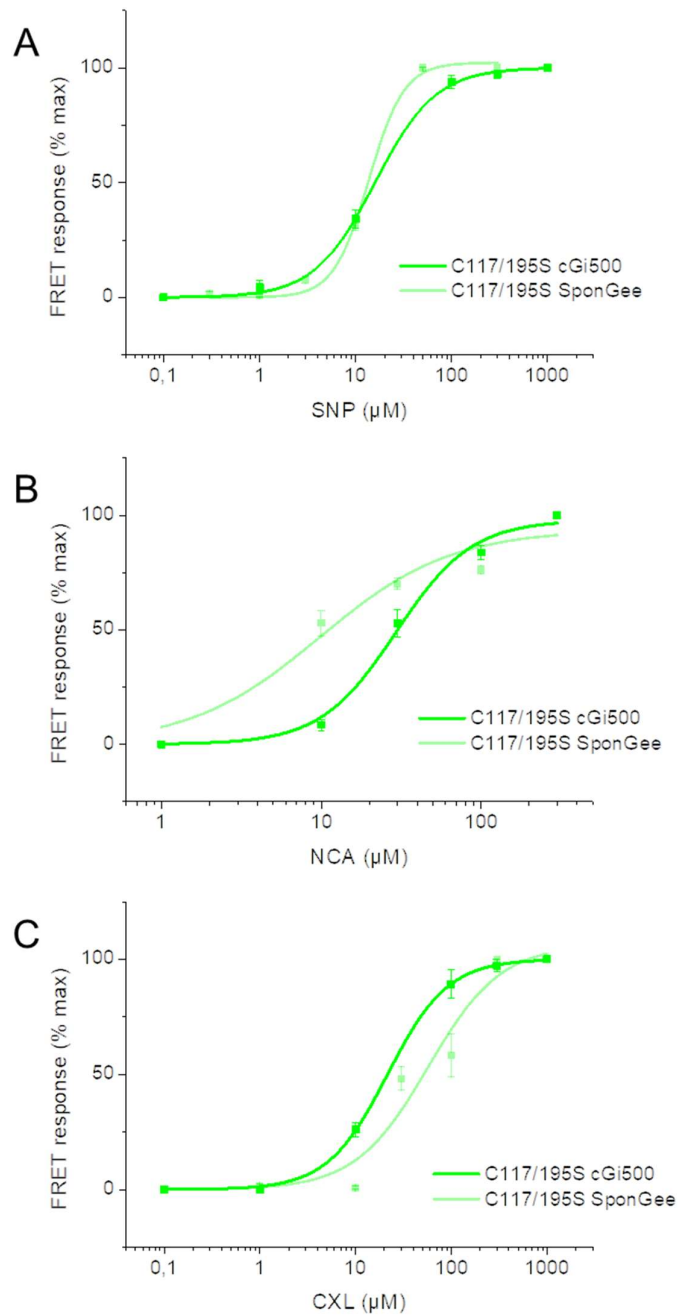 A
FRET response (% max)
100
50
0
C117/195S cGi500
C117/195S SponGee
0,1 1 10 100 1000
SNP (µM)
B
FRET response (% max)
100
50
0
C117/195S cGi500
C117/195S SponGee
1 10 100
NCA (µM)
C
FRET response (% max)
100
50
0
C117/195S cGi500
C117/195S SponGee
0,1 1 10 100 1000
CXL (µM)